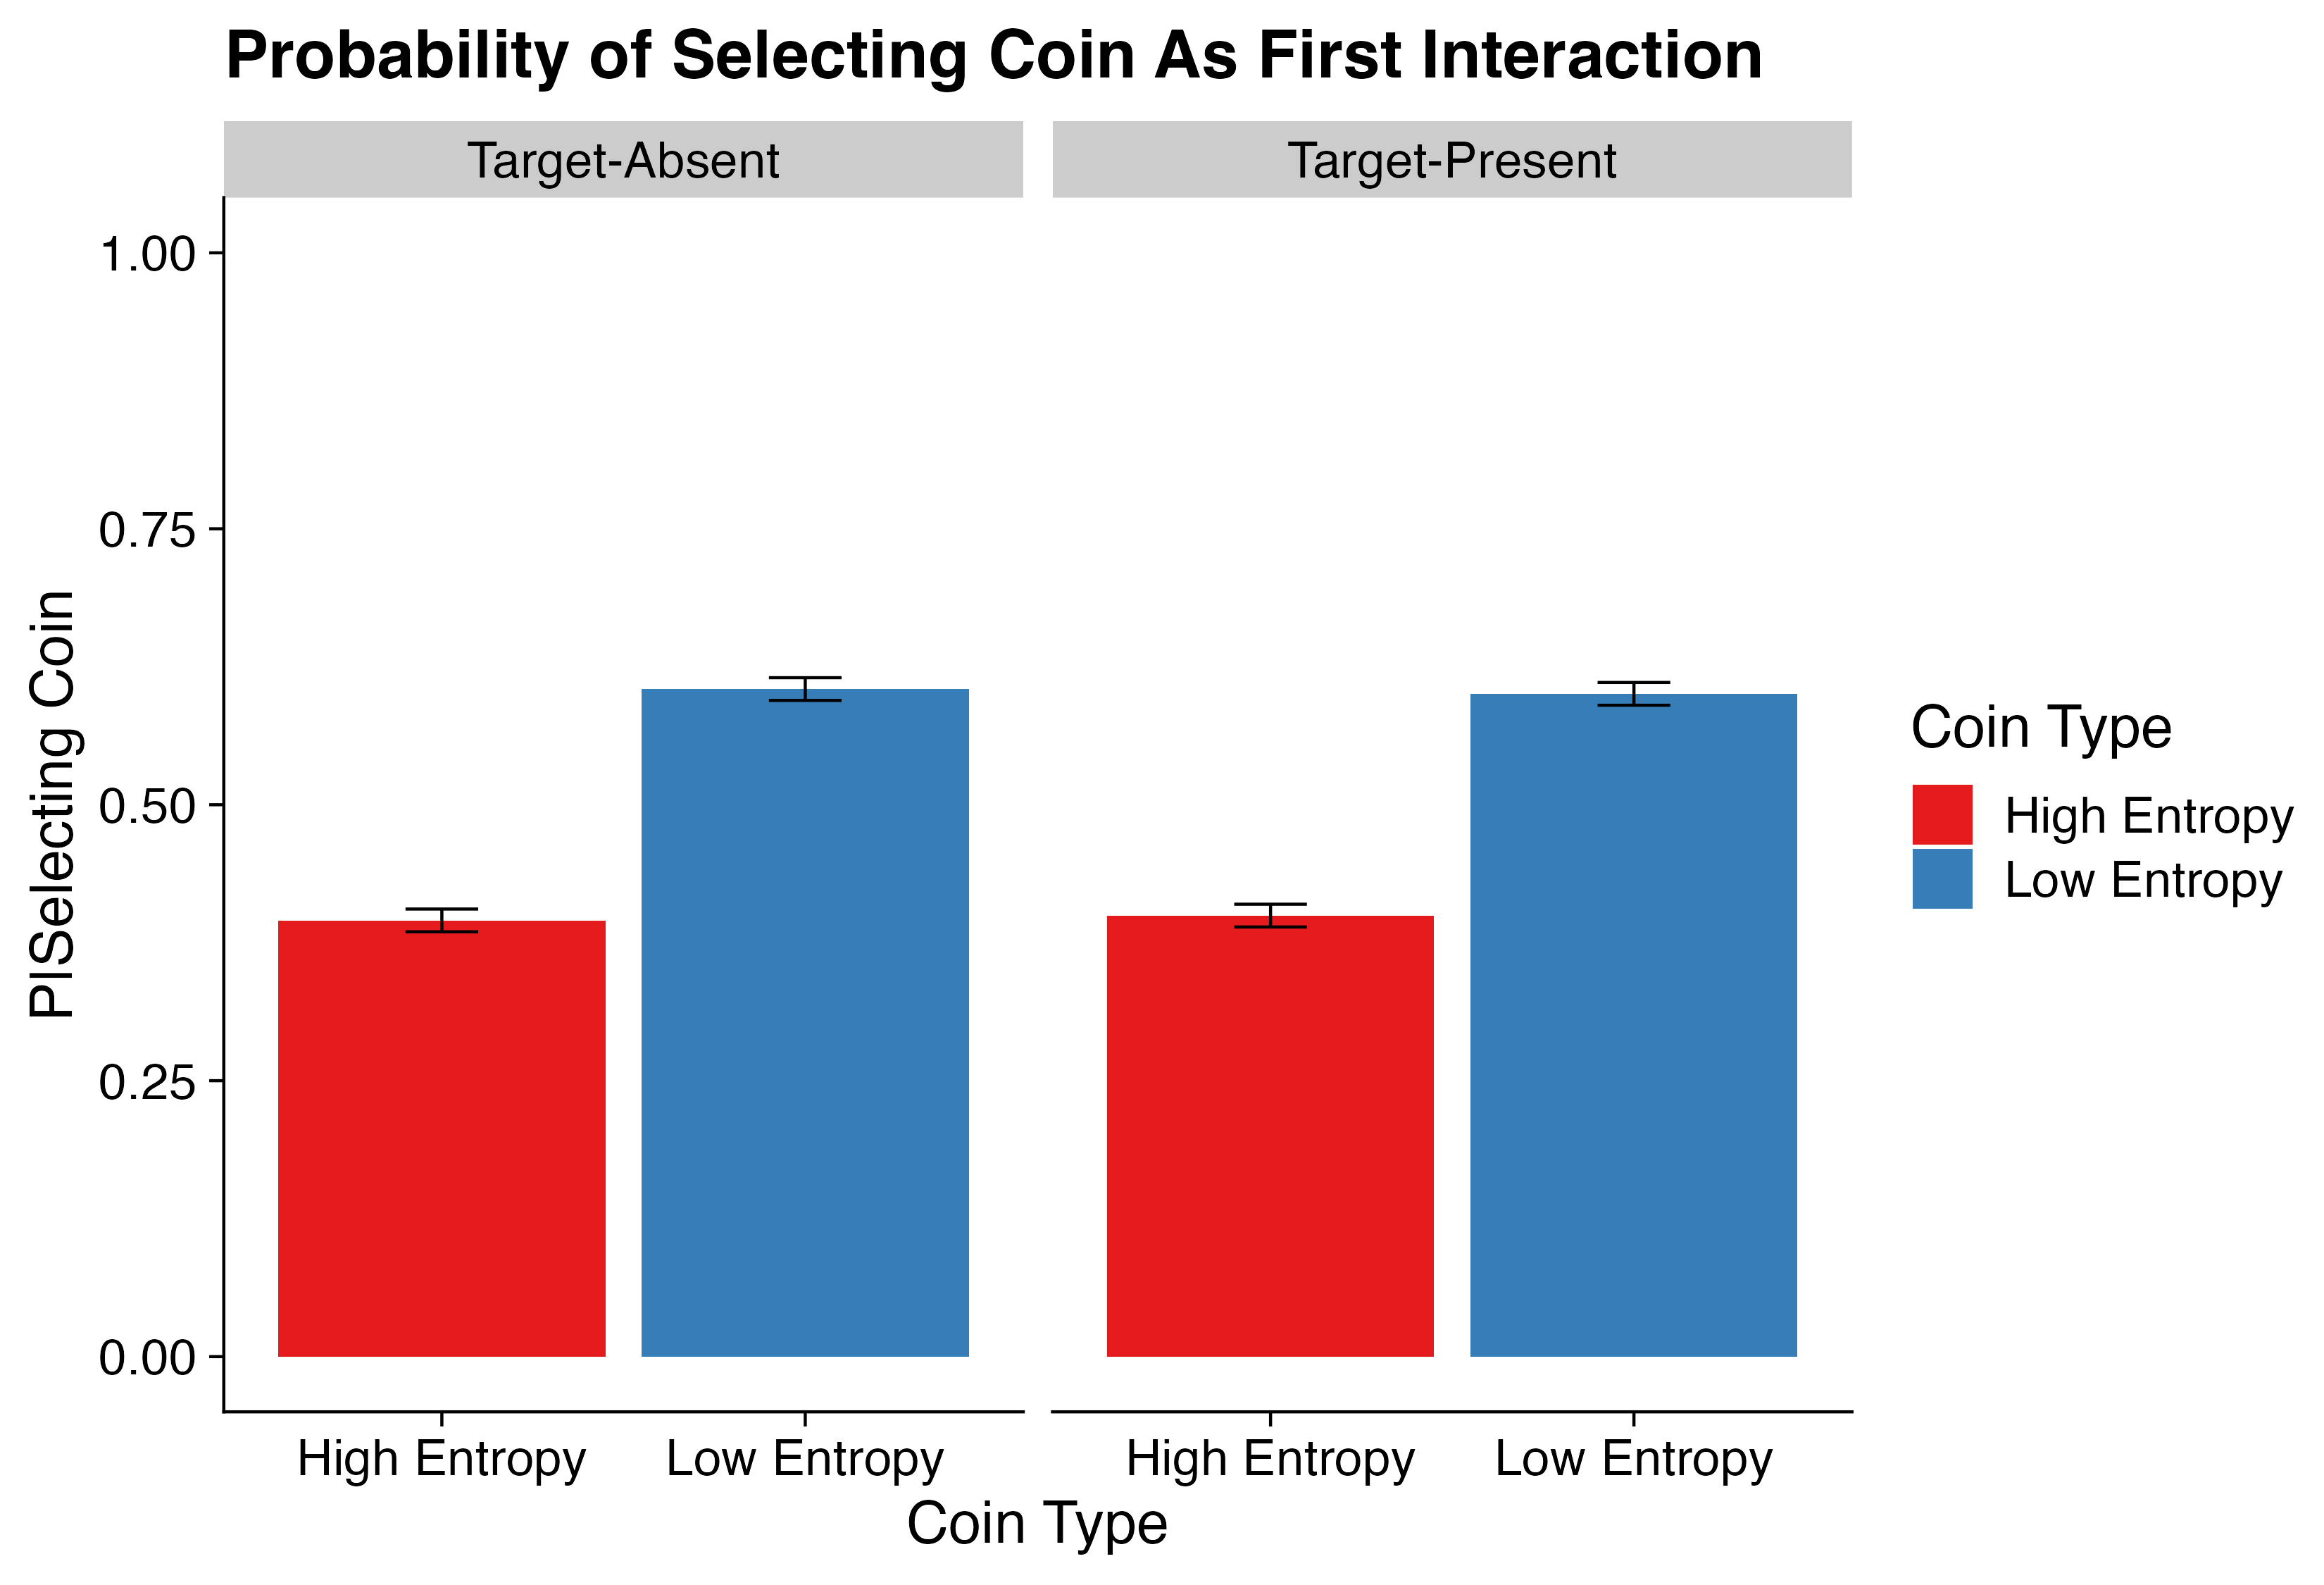 Probability of Selecting Coin As First Interaction
Target-Absent
Target-Present
1.00
0.75
0.50
0.25
0.00
PISelecting Coin
High Entropy
Low Entropy
High Entropy
Low Entropy
Coin Type
Coin Type
High Entropy
Low Entropy